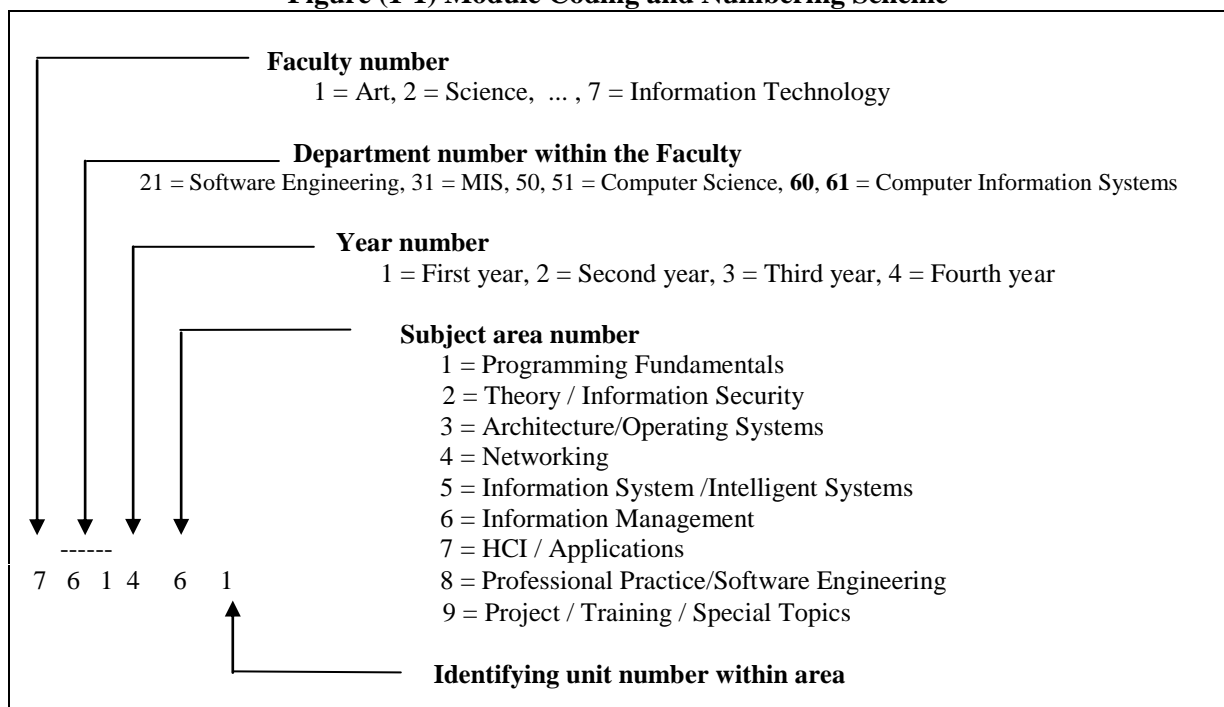 Figure (1-1) Module Coding and Numbering Scheme
Faculty number
1 = Art, 2 = Science, ... , 7 = Information Technology
Department number within the Faculty
21 = Software Engineering, 31 = MIS, 50, 51 = Computer Science, 60, 61 = Computer Information Systems
Year number
1 = First year, 2 = Second year, 3 = Third year, 4 = Fourth year
Subject area number
1 = Programming Fundamentals
2 = Theory / Information Security
3 = Architecture/Operating Systems
4 = Networking
5 = Information System /Intelligent Systems
6 = Information Management
7 = HCI / Applications
8 = Professional Practice/Software Engineering
9 = Project / Training / Special Topics
------
7 6 1 4 6 1
Identifying unit number within area